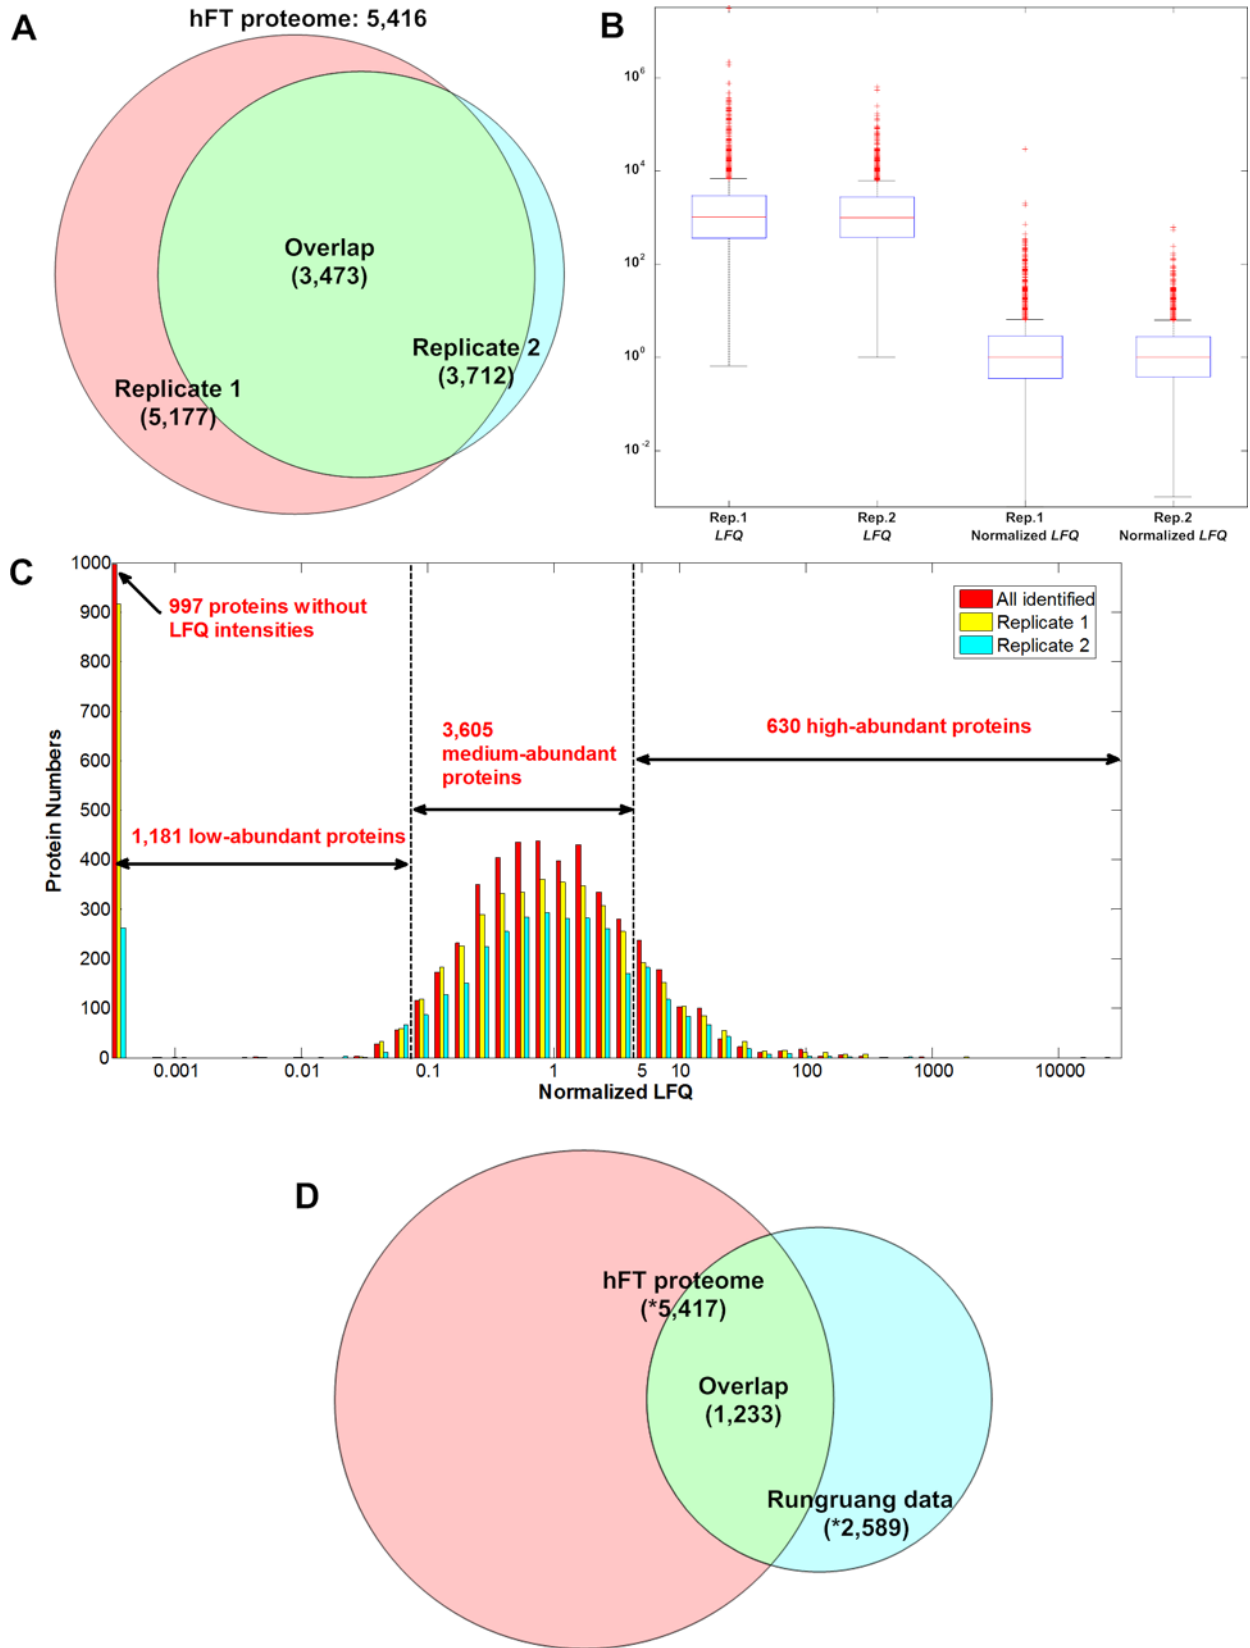 A
hFT proteome: 5,416
Overlap
(3,473)
Replicate 2
(3,712)
Replicate 1
(5,177)
B
10^6
10^4
10^2
10^0
10^-2
Rep.1
LFQ
Rep.2
LFQ
Rep.1
Normalized LFQ
Rep.2
Normalized LFQ
C
Protein Numbers
1000
900
800
700
600
500
400
300
200
100
0
997 proteins without
LFQ intensities
All identified
Replicate 1
Replicate 2
3,605
medium-abundant
proteins
630 high-abundant proteins
1,181 low-abundant proteins
0.001
0.01
0.1
1
5
10
100
1000
10000
Normalized LFQ
D
hFT proteome
(*5,417)
Overlap
(1,233)
Rungruang data
(*2,589)